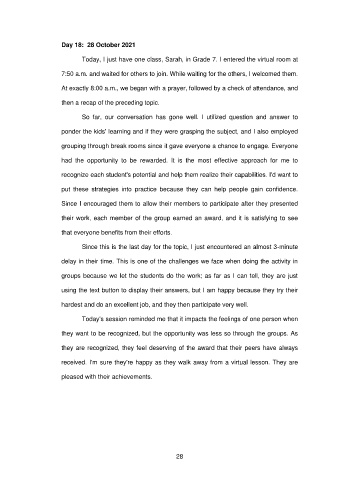 Day 18: 28 October 2021
Today, I just have one class, Sarah, in Grade 7. I entered the virtual room at
7:50 a.m. and waited for others to join. While waiting for the others, I welcomed them.
At exactly 8:00 a.m., we began with a prayer, followed by a check of attendance, and
then a recap of the preceding topic.
So far, our conversation has gone well. I utilized question and answer to
ponder the kids' learning and if they were grasping the subject, and I also employed
grouping through break rooms since it gave everyone a chance to engage. Everyone
had the opportunity to be rewarded. It is the most effective approach for me to
recognize each student's potential and help them realize their capabilities. I'd want to
put these strategies into practice because they can help people gain confidence.
Since I encouraged them to allow their members to participate after they presented
their work, each member of the group earned an award, and it is satisfying to see
that everyone benefits from their efforts.
Since this is the last day for the topic, I just encountered an almost 3-minute
delay in their time. This is one of the challenges we face when doing the activity in
groups because we let the students do the work; as far as I can tell, they are just
using the text button to display their answers, but I am happy because they try their
hardest and do an excellent job, and they then participate very well.
Today's session reminded me that it impacts the feelings of one person when
they want to be recognized, but the opportunity was less so through the groups. As
they are recognized, they feel deserving of the award that their peers have always
received. I'm sure they're happy as they walk away from a virtual lesson. They are
pleased with their achievements.
28